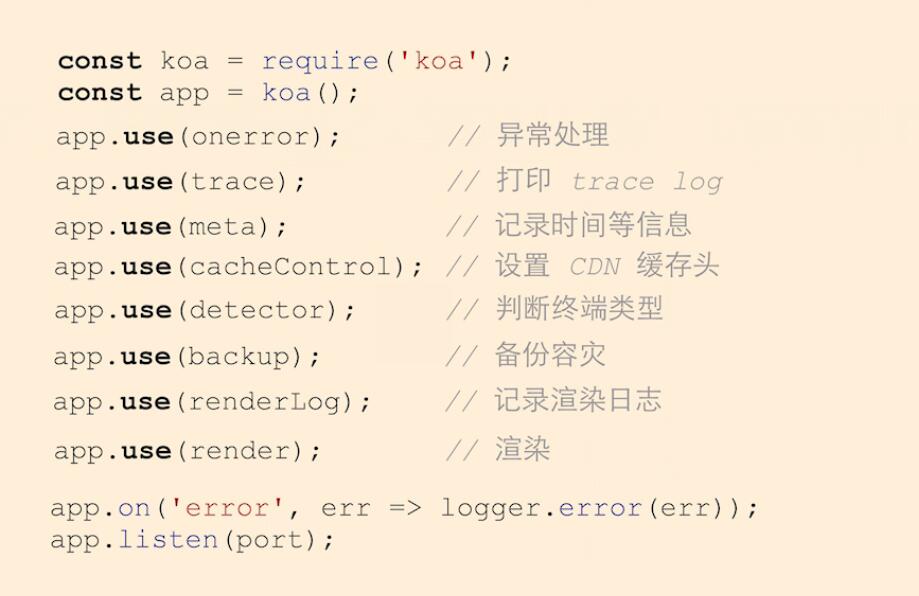 const koa = require('koa');
const app = koa();
app.use(onerror); // 异常处理
app.use(trace); // 打印 trace log
app.use(meta); // 记录时间等信息
app.use(cacheControl); // 设置 CDN 缓存头
app.use(detector); // 判断终端类型
app.use(backup); // 备份容灾
app.use(renderLog); // 记录渲染日志
app.use(render); // 渲染
app.on('error', err => logger.error(err));
app.listen(port);